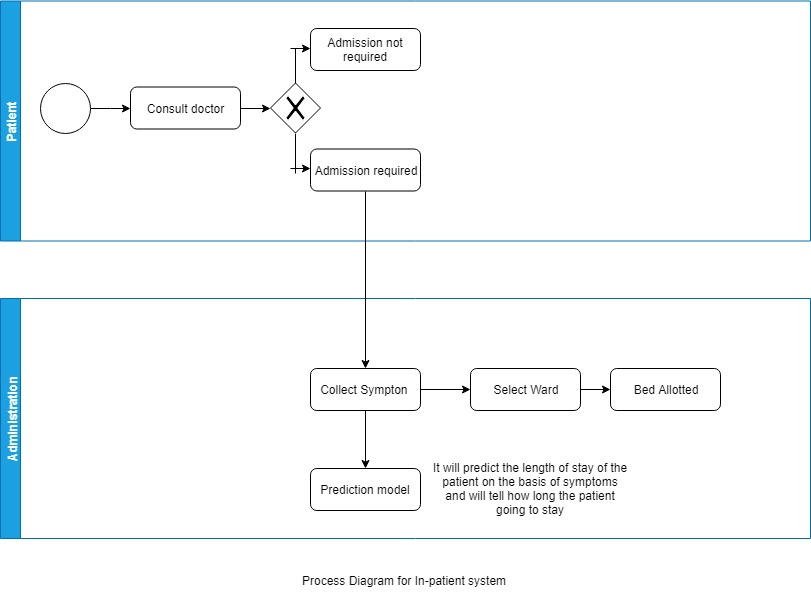 Patient
Admission not
required
Consult doctor
X
Admission required
Administration
Collect Sympton
Select Ward
Bed Allotted
Prediction model
It will predict the length of stay of the
patient on the basis of symptoms
and will tell how long the patient
going to stay
Process Diagram for In-patient system